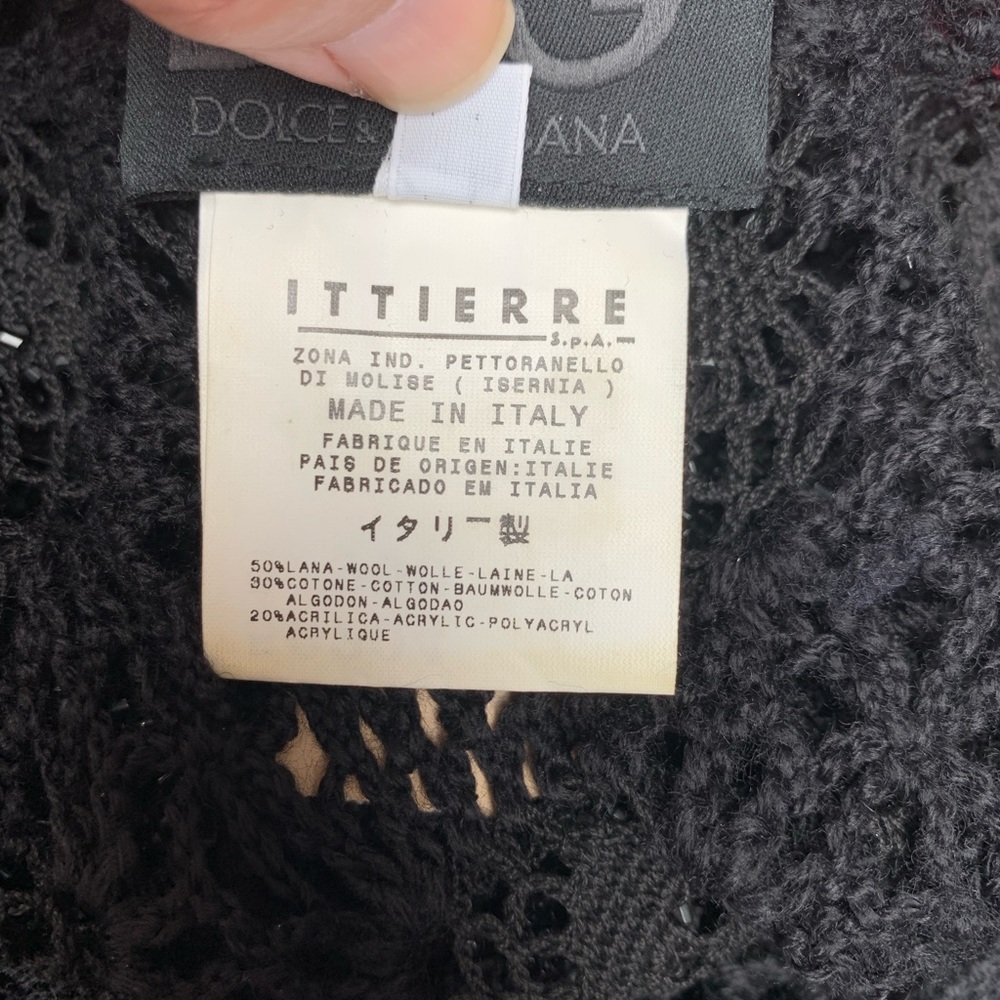 G
DOLCE & ANA
ITTIERRE
S.p.A.
ZONA IND. PETTORANELLO
DI MOLISE ( ISERNIA )
MADE IN ITALY
FABRIQUE EN ITALIE
PAIS DE ORIGEN:ITALIE
FABRICADO EM ITALIA
イタリー製
50%LANA-WOOL-WOLLE-LAINE-LA
30%COTONE-COTTON-BAUMWOLLE-COTON
ALGODON-ALGODAO
20%ACRILICA-ACRYLIC-POLYACRYL
ACRYLIQUE